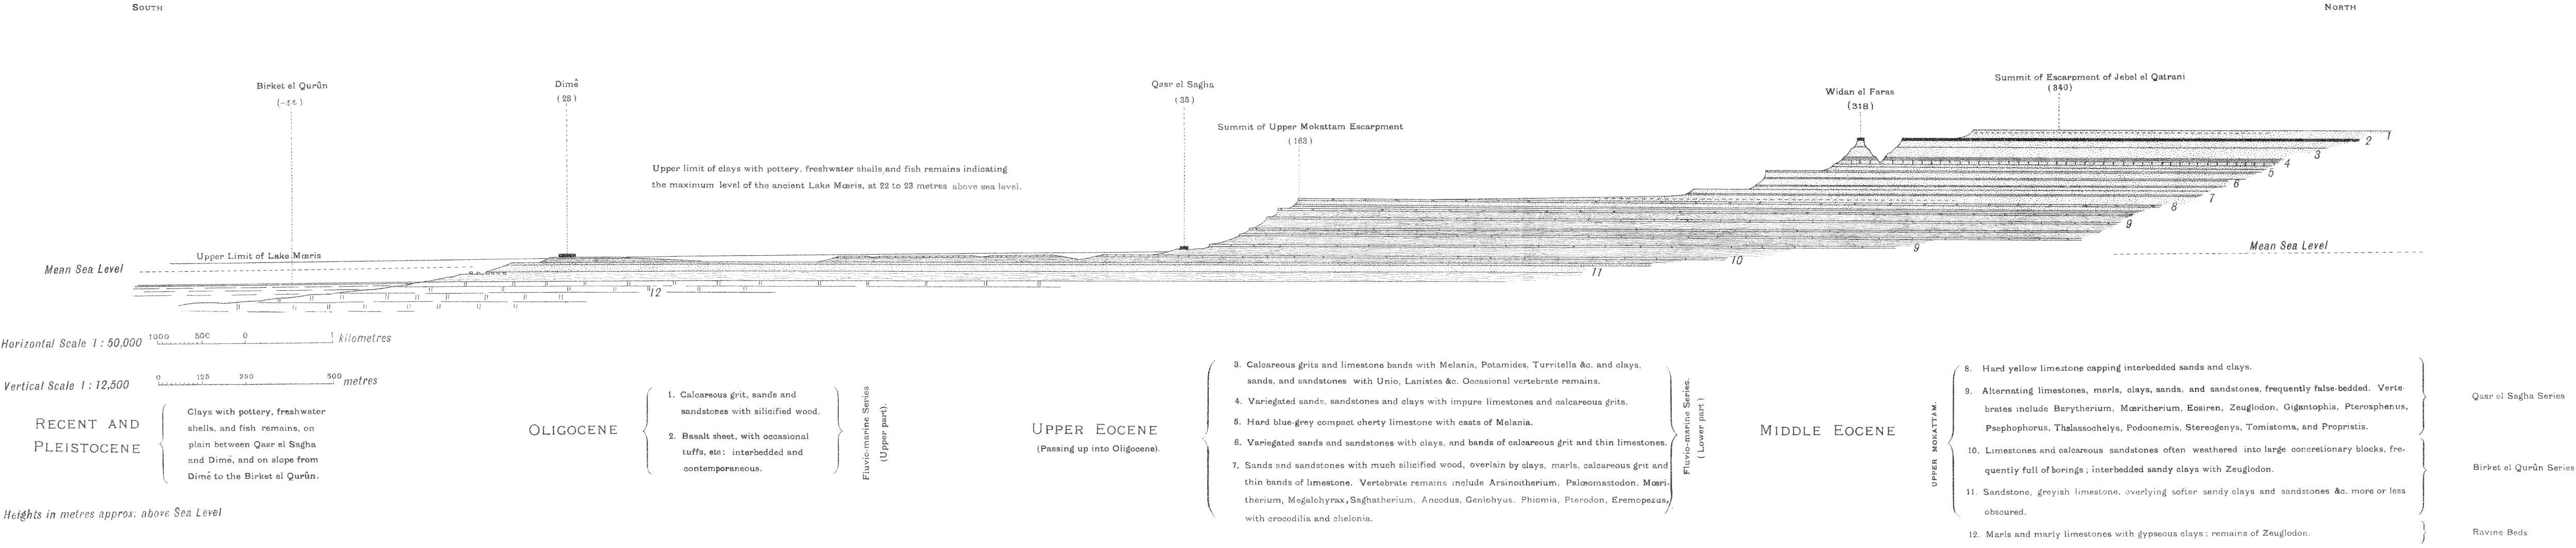 SOUTH
NORTH
Birket el Qurûn
Dimê
(26)
Qasr el Sagha
(35)
Summit of Upper Mokattam Escarpment
(163)
Widan el Faras
(318)
Summit of Escarpment of Jebel el Qatrani
(340)
Upper limit of clays with pottery, freshwater shells and fish remains indicating
the maximum level of the ancient Lake Mœris, at 22 to 23 metres above sea level.
1
2
3
4
5
6
7
8
9
9
10
11
12
Upper Limit of Lake Mœris
Mean Sea Level
Mean Sea Level
Horizontal Scale 1 : 50,000
1000 500 0 1 kilometres
Vertical Scale 1 : 12,500
0 125 250 500 metres
RECENT AND
PLEISTOCENE
Clays with pottery, freshwater
shells, and fish remains, on
plain between Qasr el Sagha
and Dimê, and on slope from
Dimê to the Birket el Qurûn.
Heights in metres approx: above Sea Level
OLIGOCENE
1. Calcareous grit, sands and
sandstones with silicified wood.
2. Basalt sheet, with occasional
tuffs, etc; interbedded and
contemporaneous.
Fluvio-marine Series
(Upper part).
UPPER EOCENE
(Passing up into Oligocene).
3. Calcareous grits and limestone bands with Melania, Potamides, Turritella &c. and clays,
sands, and sandstones with Unio, Lanistes &c. Occasional vertebrate remains.
4. Variegated sands, sandstones and clays with impure limestones and calcareous grits.
5. Hard blue-grey compact cherty limestone with casts of Melania.
6. Variegated sands and sandstones with clays, and bands of calcareous grit and thin limestones.
7. Sands and sandstones with much silicified wood, overlain by clays, marls, calcareous grit and
thin bands of limestone. Vertebrate remains include Arsinoitherium, Palœomastodon, Mœri-
therium, Megalohyrax, Saghatherium, Ancodus, Geniohyus. Phiomia, Pterodon, Eremopezus,
with crocodilia and chelonia.
Fluvio-marine Series.
(Lower part)
MIDDLE EOCENE
UPPER MOKATTAM.
8. Hard yellow limestone capping interbedded sands and clays.
9. Alternating limestones, marls, clays, sands, and sandstones, frequently false-bedded. Verte-
brates include Barytherium, Mœritherium, Eosiren, Zeuglodon, Gigantophis, Pterosphenus,
Psephophorus, Thalassochelys, Podocnemis, Stereogenys, Tomistoma, and Propristis.
10. Limestones and calcareous sandstones often weathered into large concretionary blocks, fre-
quently full of borings; interbedded sandy clays with Zeuglodon.
11. Sandstone, greyish limestone, overlying softer sandy clays and sandstones &c. more or less
obscured.
12. Marls and marly limestones with gypseous clays; remains of Zeuglodon.
Qasr el Sagha Series
Birket el Qurûn Series
Ravine Beds